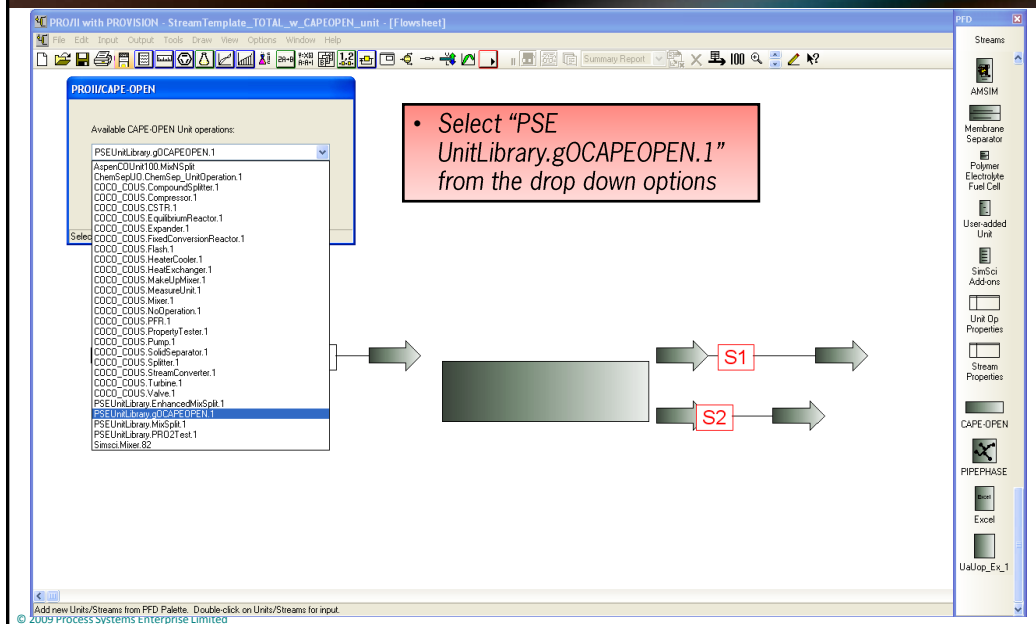 PRO/II with PROVISION - StreamTemplate_TOTAL_w_CAPEOPEN_unit - [Flowsheet]
File Edit Input Output Tools Draw View Options Window Help
Summary Report
PROII/CAPE-OPEN
Available CAPE-OPEN Unit operations:
PSEUnitLibrary.gOCAPEOPEN.1
AspenCOUnit100.MixNSplit
ChemSepUO.ChemSep_UnitOperation.1
COCO_COUS.CompoundSplitter.1
COCO_COUS.Compressor.1
COCO_COUS.CSTR.1
COCO_COUS.EquilibriumReactor.1
COCO_COUS.Expander.1
COCO_COUS.FixedConversionReactor.1
COCO_COUS.Flash.1
COCO_COUS.HeaterCooler.1
COCO_COUS.HeatExchanger.1
COCO_COUS.MakeUpMixer.1
COCO_COUS.MeasureUnit.1
COCO_COUS.Mixer.1
COCO_COUS.NoOperation.1
COCO_COUS.PFR.1
COCO_COUS.PropertyTester.1
COCO_COUS.Pump.1
COCO_COUS.SolidSeparator.1
COCO_COUS.Splitter.1
COCO_COUS.StreamConverter.1
COCO_COUS.Turbine.1
COCO_COUS.Valve.1
PSEUnitLibrary.EnhancedMixSplit.1
PSEUnitLibrary.gOCAPEOPEN.1
PSEUnitLibrary.MixSplit.1
PSEUnitLibrary.PRO2Test.1
Simsci.Mixer.82
Selec
• Select “PSE
UnitLibrary.gOCAPEOPEN.1”
from the drop down options
S1
S2
PFD
Streams
AMSIM
Membrane
Separator
Polymer
Electrolyte
Fuel Cell
User-added
Unit
SimSci
Add-ons
Unit Op
Properties
Stream
Properties
CAPE-OPEN
PIPEPHASE
Excel
Excel
UaUop_Ex_1
Add new Units/Streams from PFD Palette. Double-click on Units/Streams for input.
© 2009 Process Systems Enterprise Limited